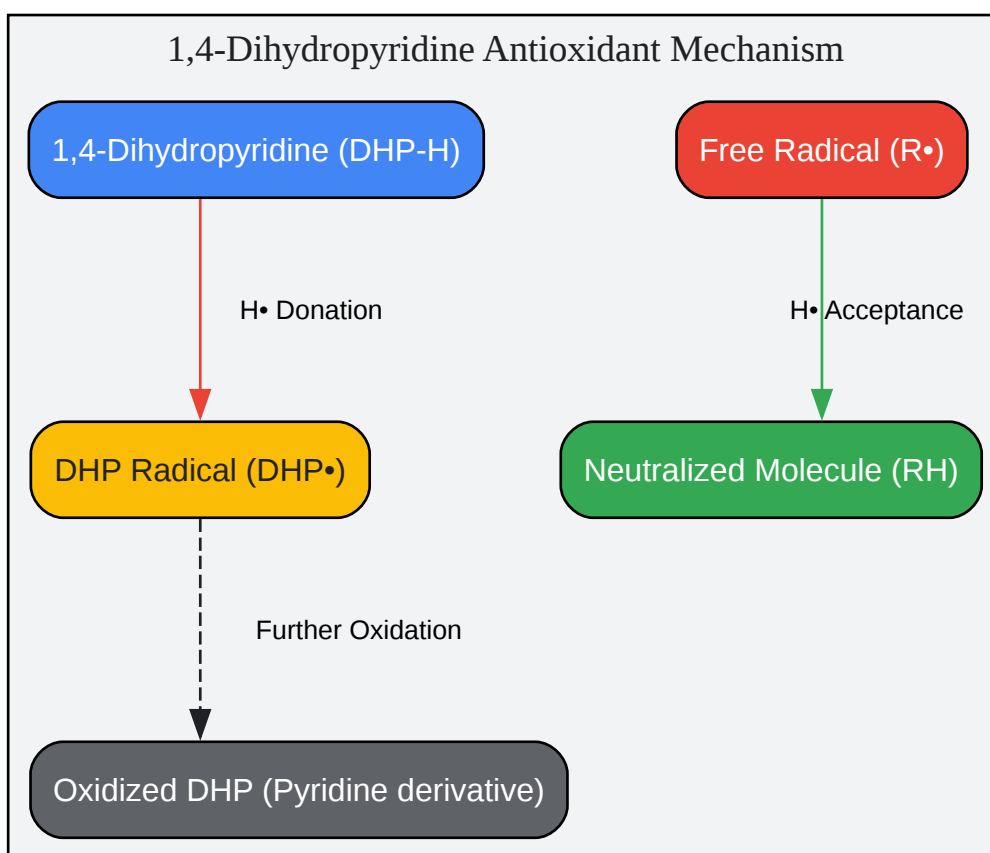 1,4-Dihydropyridine Antioxidant Mechanism
1,4-Dihydropyridine (DHP-H)
Free Radical (R•)
H• Donation
H• Acceptance
DHP Radical (DHP•)
Neutralized Molecule (RH)
Further Oxidation
Oxidized DHP (Pyridine derivative)